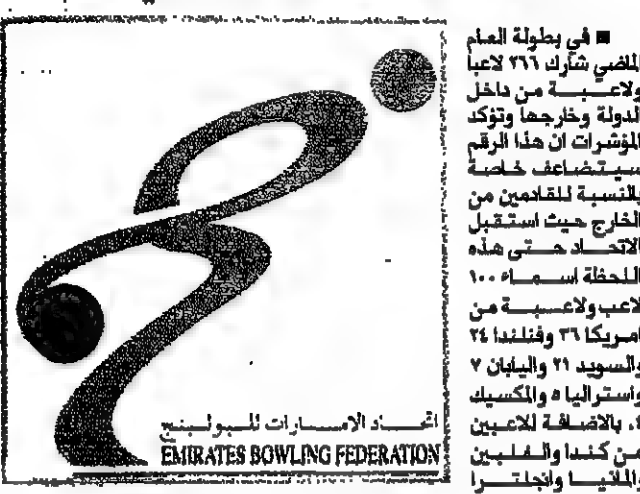 ■ في بطولة العام
الماضي شارك ٢٦٦ لاعبا
ولاعبة من داخل
الدولة وخارجها وتؤكد
المؤشرات ان هذا الرقم
سيتضاعف خاصة
بالنسبة للقادمين من
الخارج حيث استقبل
الاتحاد حتى هذه
اللحظة اسماء ١٠٠
لاعب ولاعبة من
امريكا ٣٦ وفنلندا ٢٤
والسويد ٢١ واليابان ٧
واستراليا ٥ والمكسيك
٤، بالاضافة للاعبين
من كندا والفلبين
والمانيا وانجلترا
اتحاد الامارات للبولينج
EMIRATES BOWLING FEDERATION